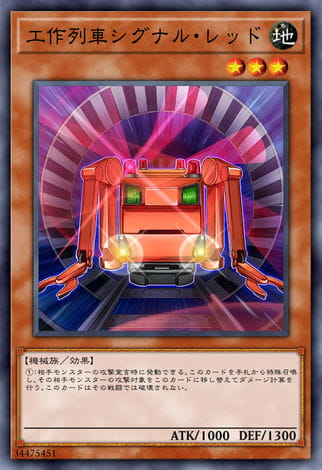 工作列車シグナル・レッド
地
【機械族／効果】
①：相手モンスターの攻撃宣言時に発動できる。このカードを手札から特殊召喚
し、その相手モンスターの攻撃対象をこのカードに移し替えてダメージ計算を
行う。このカードはその戦闘では破壊されない。
ATK/1000 DEF/1300
34475451